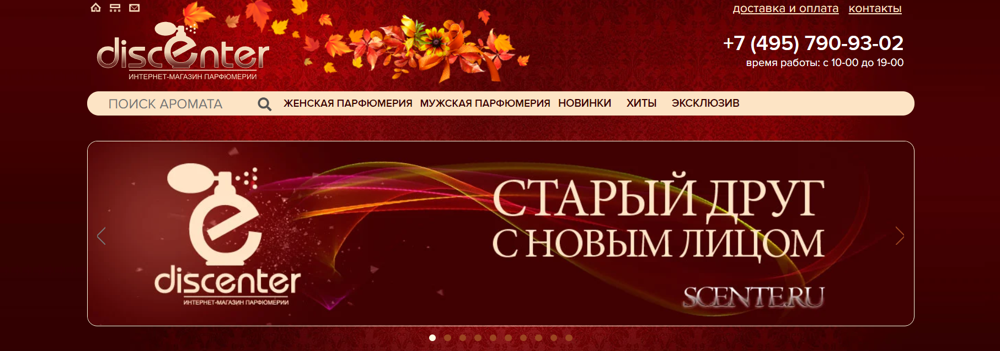 доставка и оплата контакты
discenter
ИНТЕРНЕТ-МАГАЗИН ПАРФЮМЕРИИ
+7 (495) 790-93-02
время работы: с 10-00 до 19-00
ПОИСК АРОМАТА ЖЕНСКАЯ ПАРФЮМЕРИЯ МУЖСКАЯ ПАРФЮМЕРИЯ НОВИНКИ ХИТЫ ЭКСКЛЮЗИВ
discenter
ИНТЕРНЕТ-МАГАЗИН ПАРФЮМЕРИИ
СТАРЫЙ ДРУГ
С НОВЫМ ЛИЦОМ
SCENTE.RU